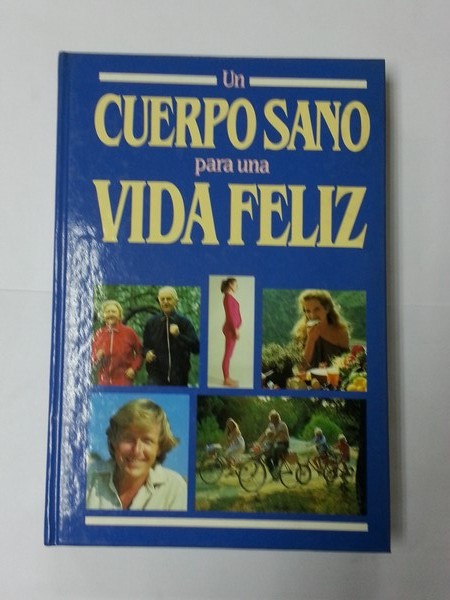 Un
CUERPO SANO
para una
VIDA FELIZ